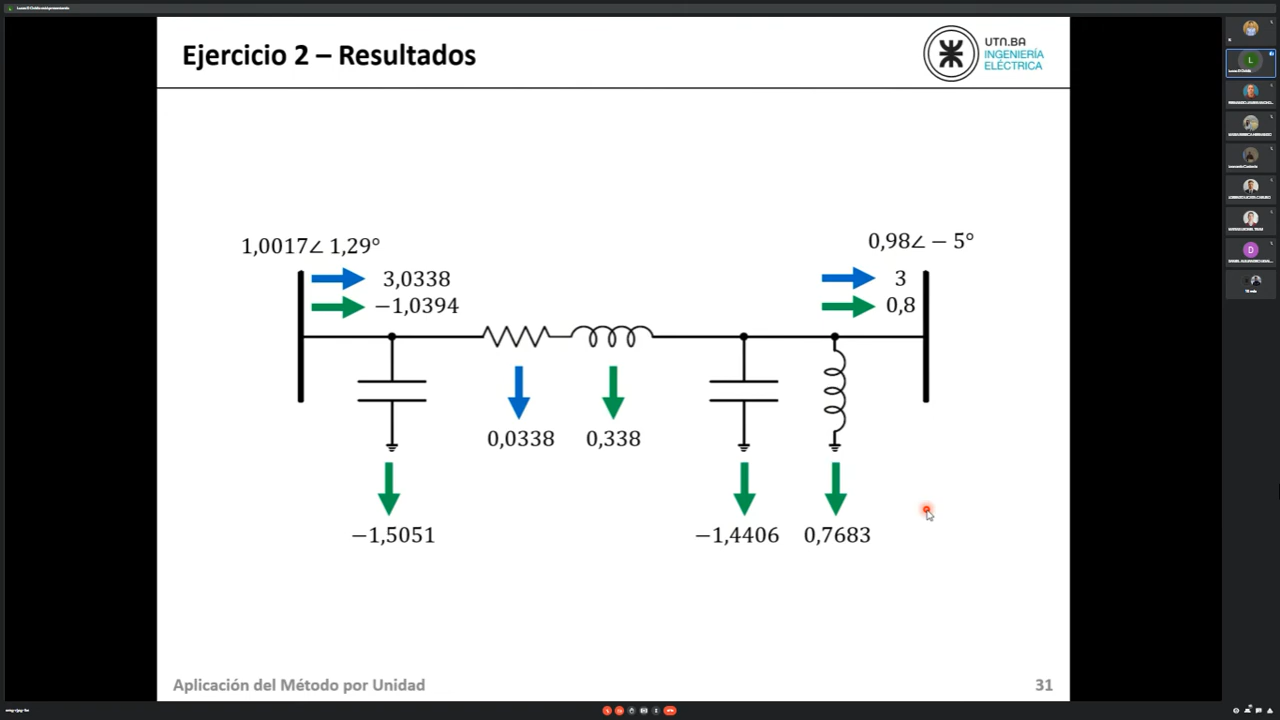 Ejercicio 2 – Resultados
UTN.BA
INGENIERÍA
ELÉCTRICA
1,0017∠ 1,29°
0,98∠ − 5°
3,0338
3
−1,0394
0,8
0,0338
0,338
−1,5051
−1,4406
0,7683
Aplicación del Método por Unidad
31
L
L
D